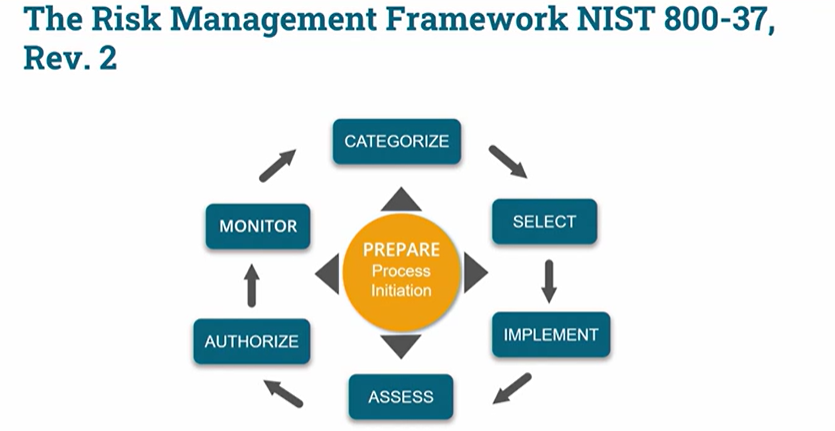 The Risk Management Framework NIST 800-37,
Rev. 2
CATEGORIZE
SELECT
IMPLEMENT
ASSESS
AUTHORIZE
MONITOR
PREPARE
Process
Initiation